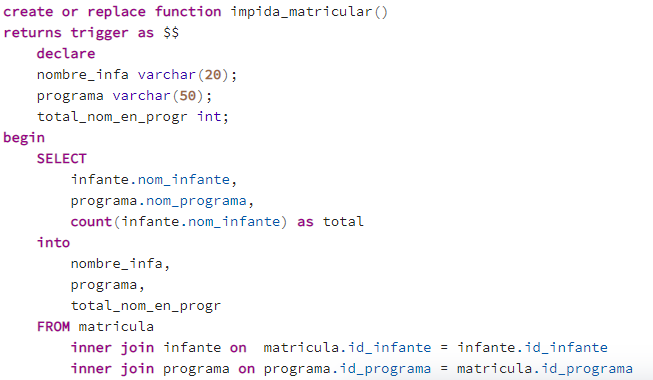 create or replace function impida_matricular()
returns trigger as $$
declare
nombre_infa varchar(20);
programa varchar(50);
total_nom_en_progr int;
begin
SELECT
infante.nom_infante,
programa.nom_programa,
count(infante.nom_infante) as total
into
nombre_infa,
programa,
total_nom_en_progr
FROM matricula
inner join infante on  matricula.id_infante = infante.id_infante
inner join programa on programa.id_programa = matricula.id_programa